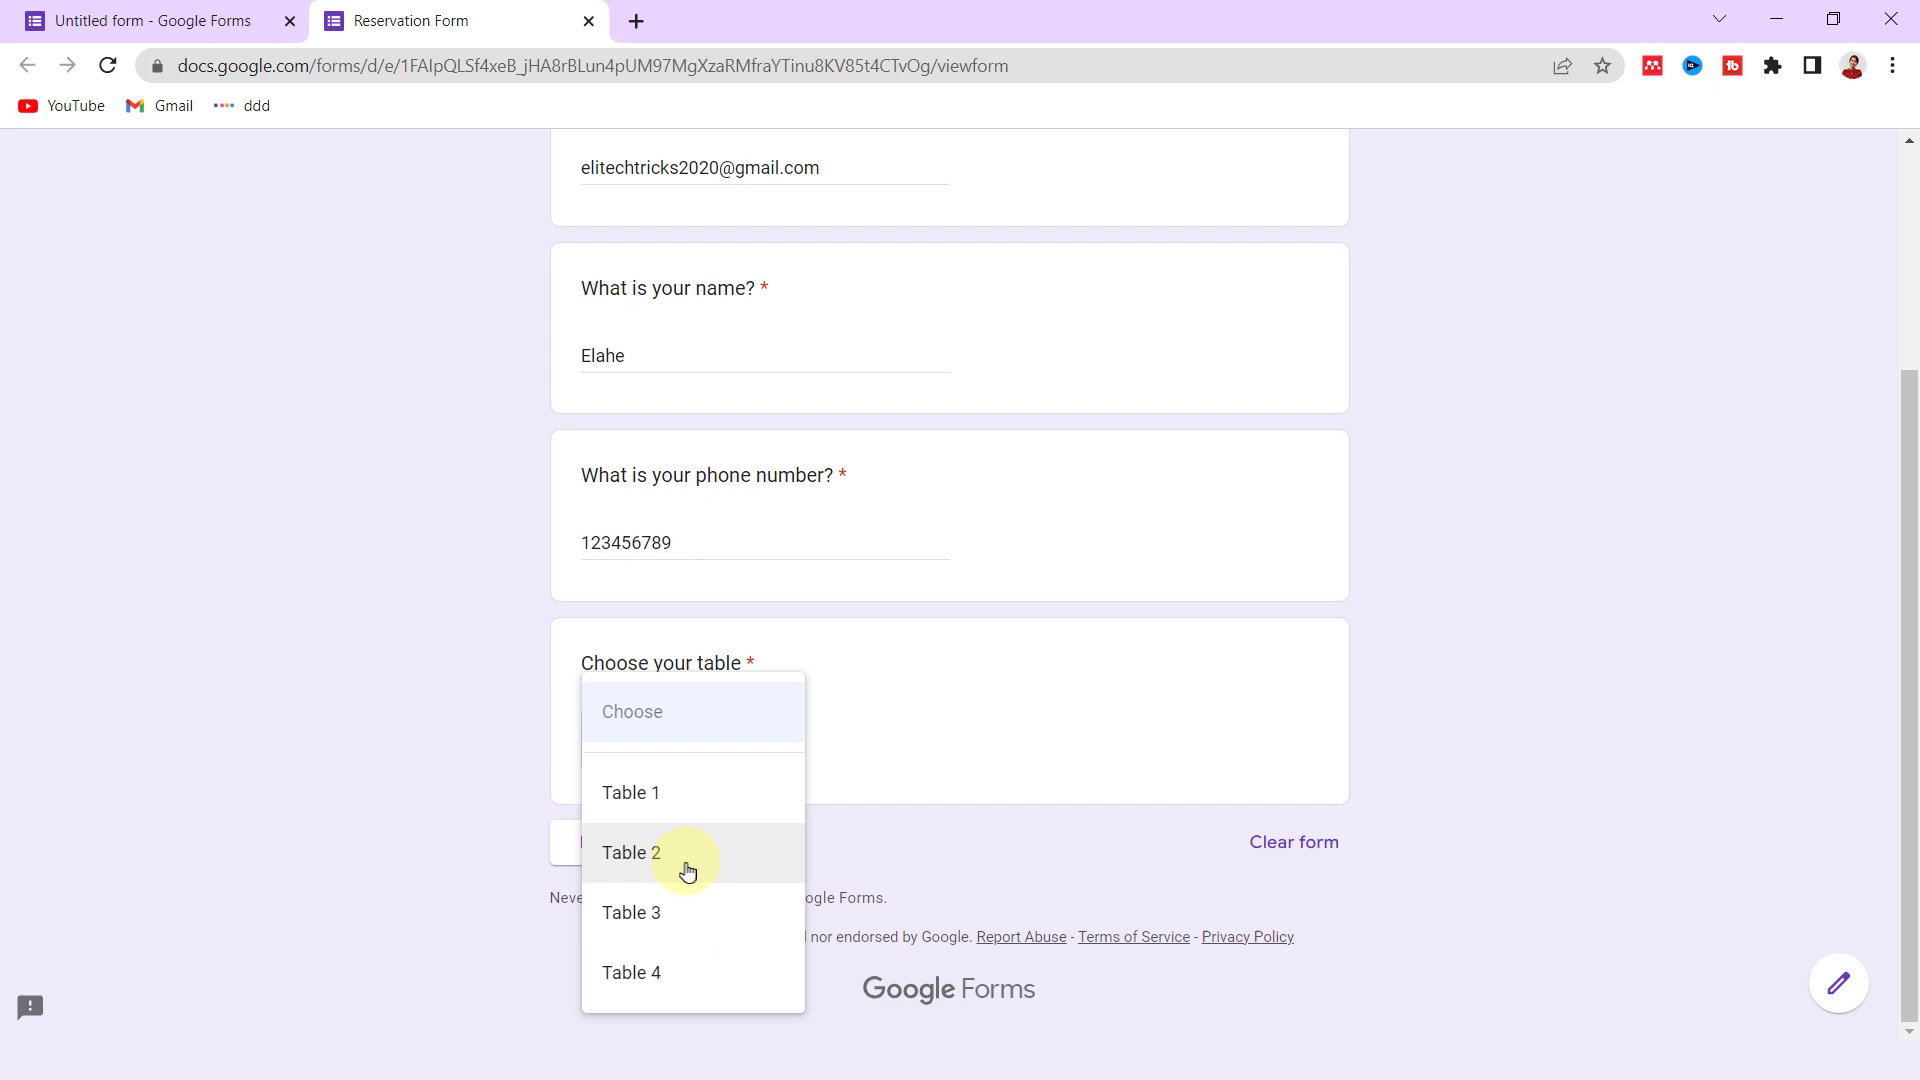 Untitled form - Google Forms
Reservation Form
docs.google.com/forms/d/e/1FAIpQLSf4xeB_jHA8rBLun4pUM97MgXzaRMfraYTinu8KV85t4CTvOg/viewform
YouTube
Gmail
ddd
elitechtricks2020@gmail.com
What is your name? *
Elahe
What is your phone number? *
123456789
Choose your table *
Choose
Table 1
Table 2
Clear form
Table 3
ogle Forms.
nor endorsed by Google. Report Abuse - Terms of Service - Privacy Policy
Table 4
Google Forms